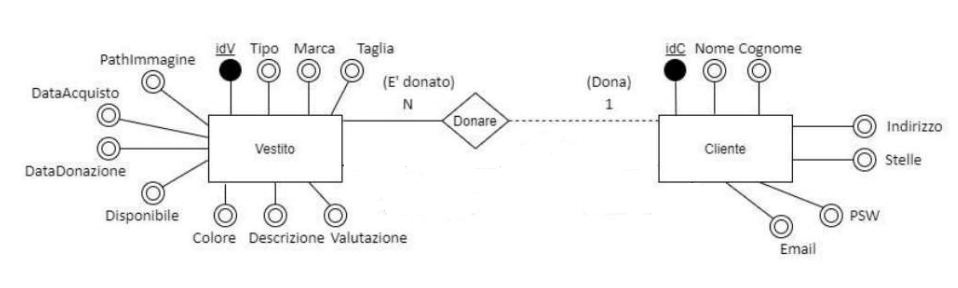 idV Tipo Marca Taglia
PathImmagine
DataAcquisto
DataDonazione
Disponibile
Colore Descrizione Valutazione
Vestito
(E' donato)
N
Donare
(Dona)
1
idC Nome Cognome
Cliente
Indirizzo
Stelle
PSW
Email